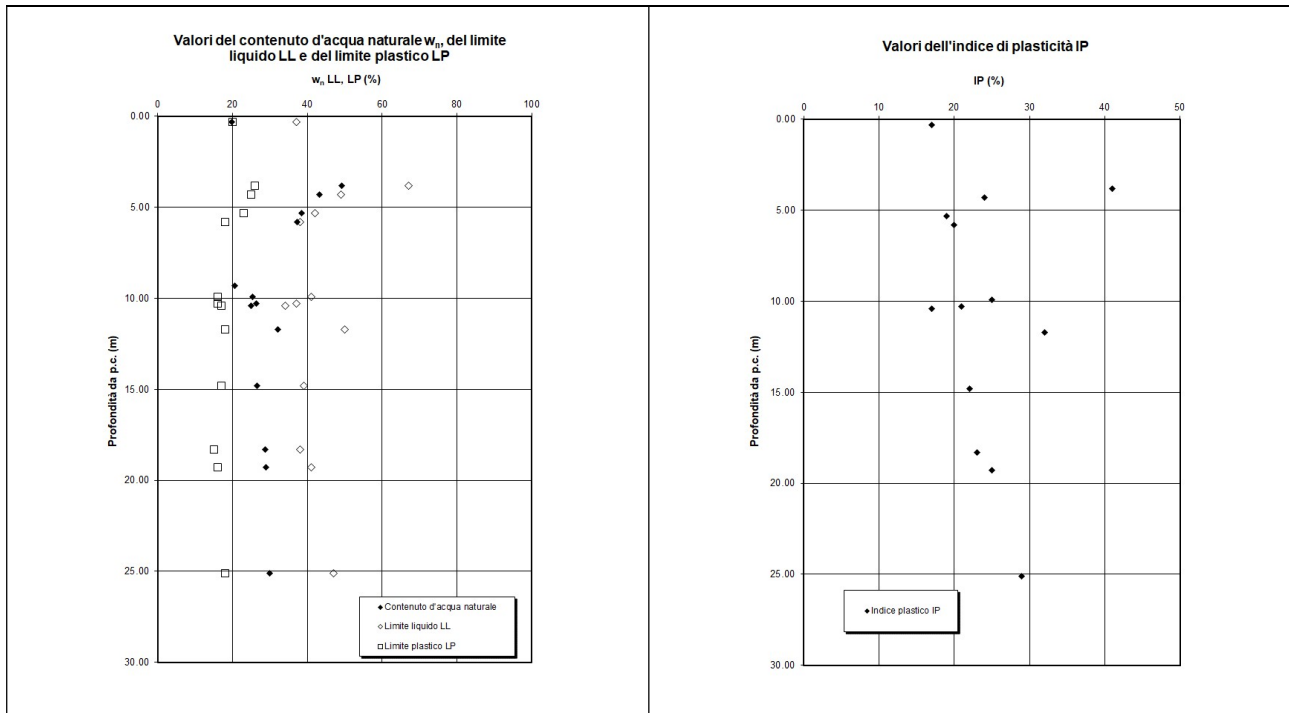 Valori del contenuto d'acqua naturale wn, del limite
liquido LL e del limite plastico LP
wn LL, LP (%)
0 20 40 60 80 100
0.00
5.00
10.00
15.00
20.00
25.00
30.00
Profondità da p.c. (m)
Contenuto d'acqua naturale
Limite liquido LL
Limite plastico LP
Valori dell'indice di plasticità IP
IP (%)
0 10 20 30 40 50
0.00
5.00
10.00
15.00
20.00
25.00
30.00
Profondità da p.c. (m)
Indice plastico IP